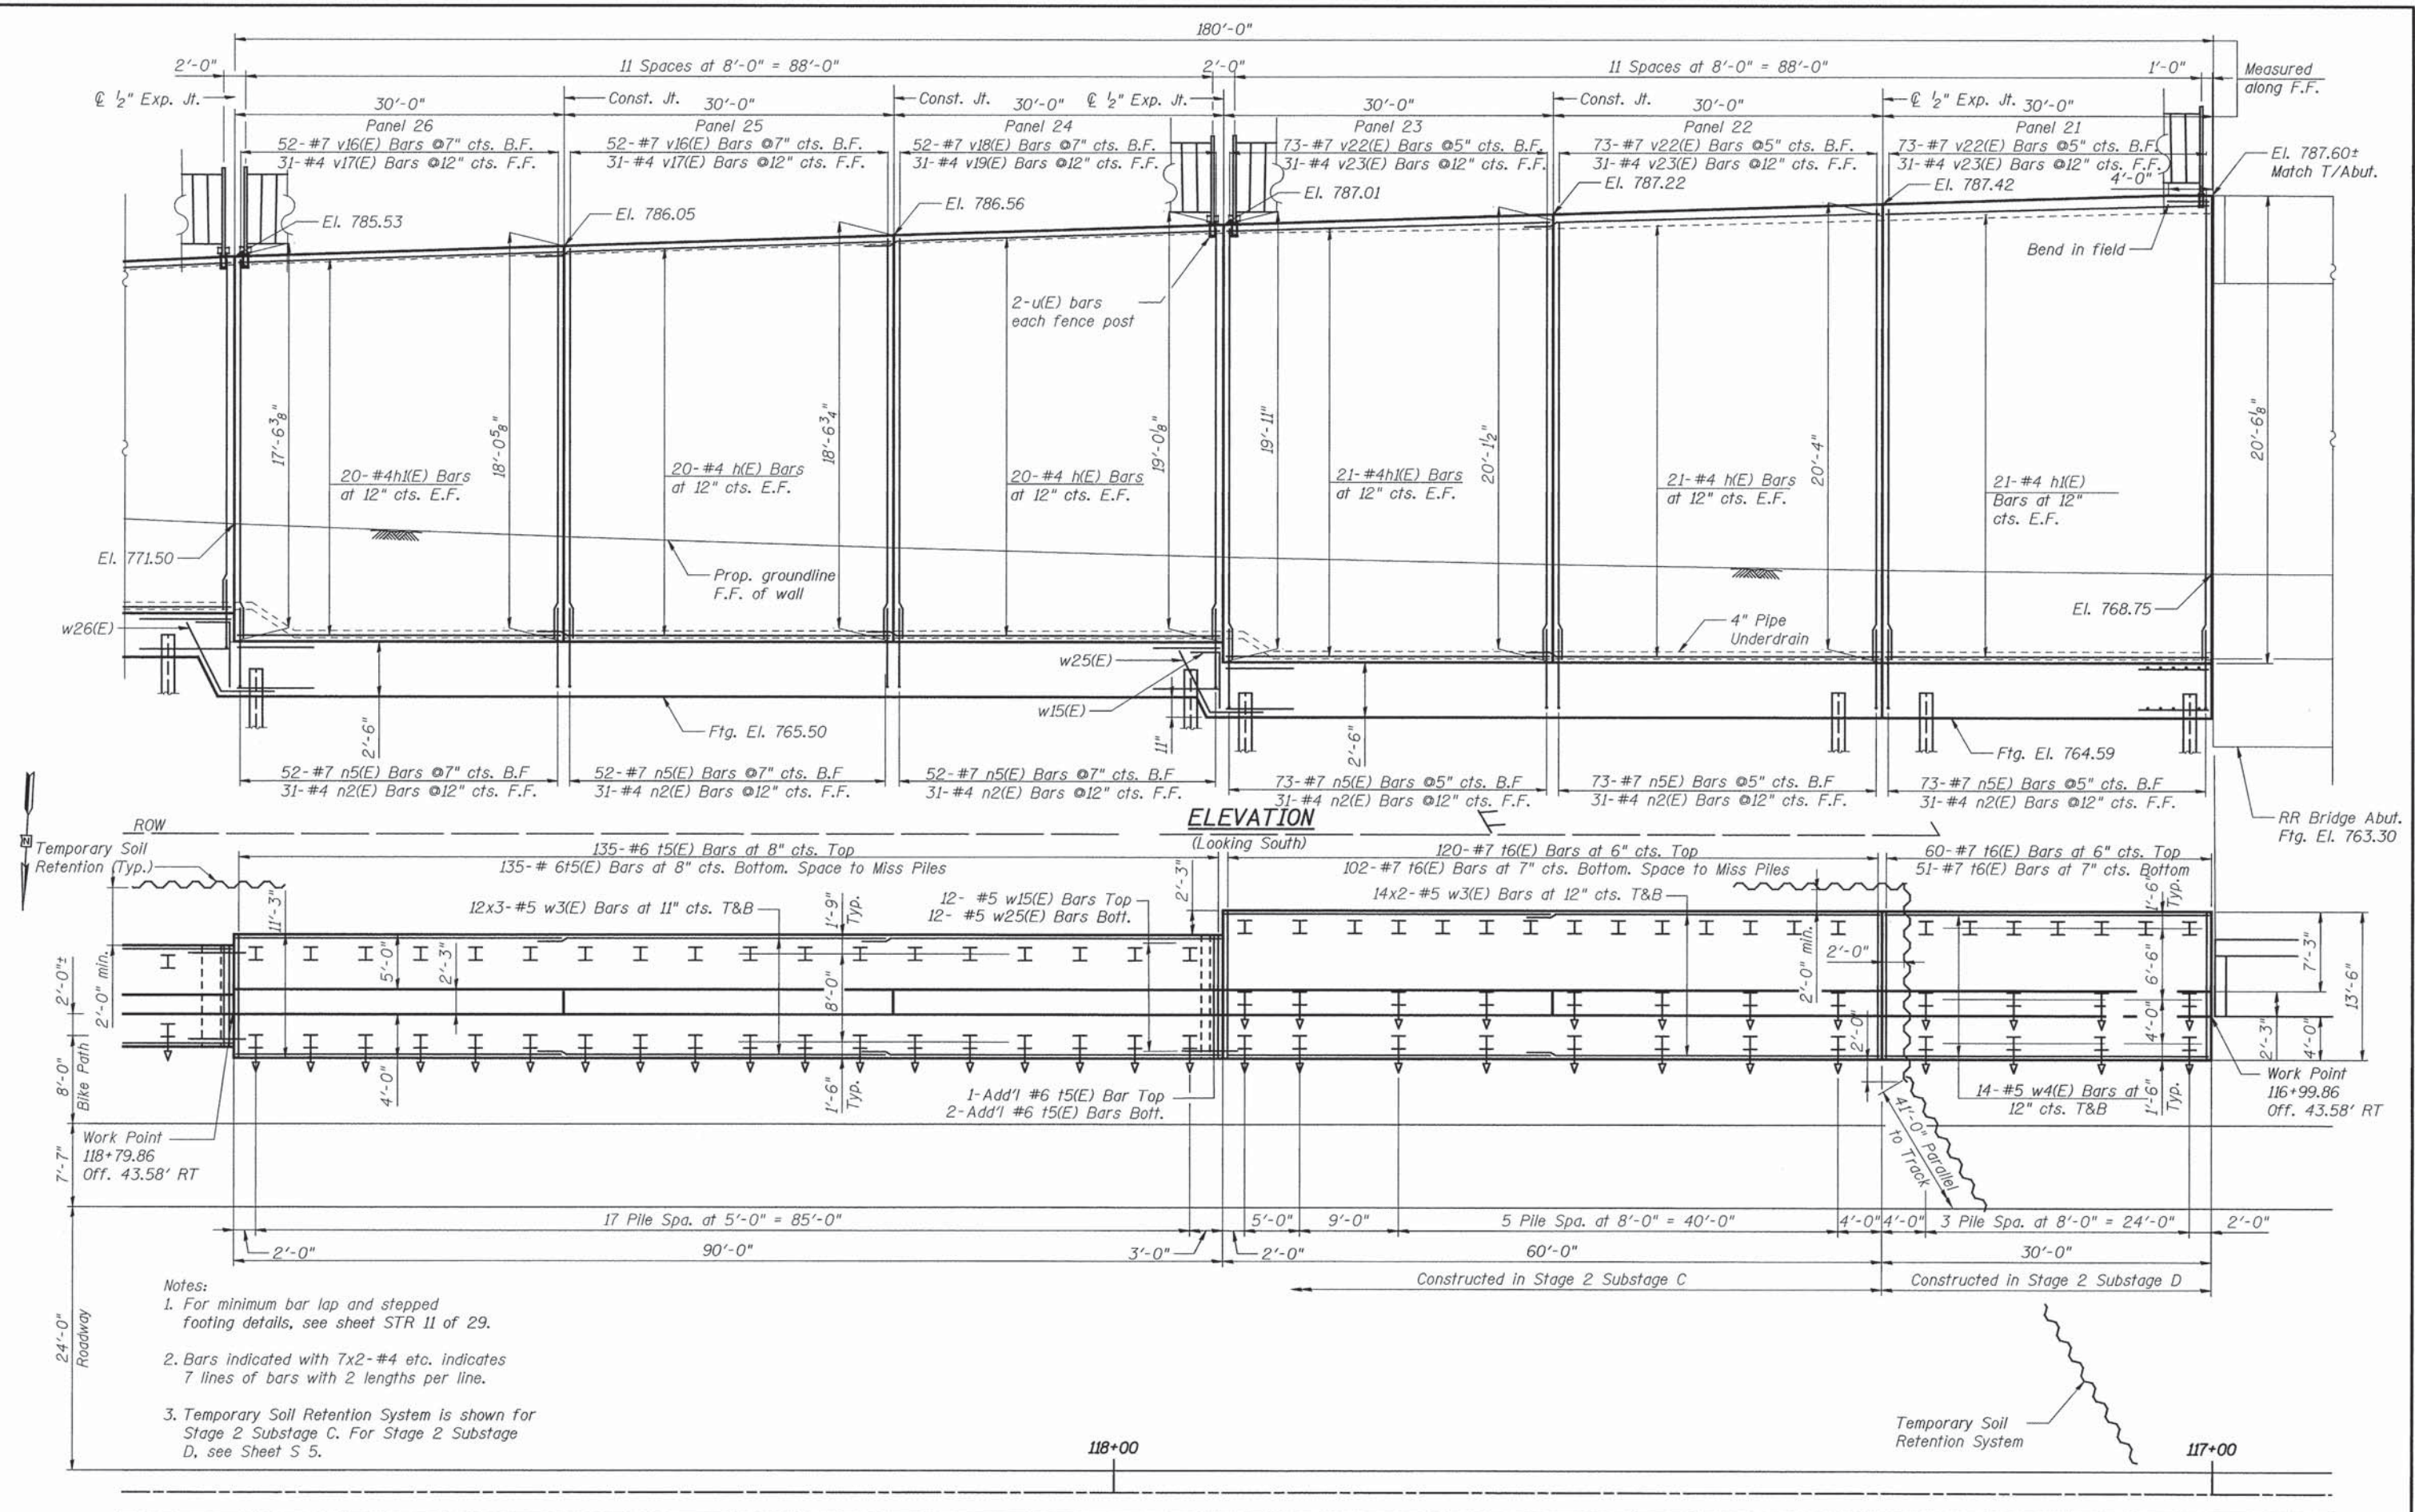 180'-0"
2'-0"
11 Spaces at 8'-0" = 88'-0"
2'-0"
11 Spaces at 8'-0" = 88'-0"
1'-0"
Measured
along F.F.
℄ ½" Exp. Jt.
30'-0"
Const. Jt.
30'-0"
Const. Jt.
30'-0"
℄ ½" Exp. Jt.
30'-0"
Const. Jt.
30'-0"
℄ ½" Exp. Jt.
30'-0"
Panel 26
52-#7 v16(E) Bars @7" cts. B.F.
31-#4 v17(E) Bars @12" cts. F.F.
Panel 25
52-#7 v16(E) Bars @7" cts. B.F.
31-#4 v17(E) Bars @12" cts. F.F.
Panel 24
52-#7 v18(E) Bars @7" cts. B.F.
31-#4 v19(E) Bars @12" cts. F.F.
Panel 23
73-#7 v22(E) Bars @5" cts. B.F.
31-#4 v23(E) Bars @12" cts. F.F.
Panel 22
73-#7 v22(E) Bars @5" cts. B.F.
31-#4 v23(E) Bars @12" cts. F.F.
Panel 21
73-#7 v22(E) Bars @5" cts. B.F.
31-#4 v23(E) Bars @12" cts. F.F.
4'-0"
El. 787.60±
Match T/Abut.
El. 785.53
El. 786.05
El. 786.56
El. 787.01
El. 787.22
El. 787.42
Bend in field
2-u(E) bars
each fence post
17'-6⅜"
18'-0⅝"
18'-6¾"
19'-0⅛"
19'-11"
20'-1½"
20'-4"
20'-6⅛"
20-#4h1(E) Bars
at 12" cts. E.F.
20-#4 h(E) Bars
at 12" cts. E.F.
20-#4 h(E) Bars
at 12" cts. E.F.
21-#4h1(E) Bars
at 12" cts. E.F.
21-#4 h(E) Bars
at 12" cts. E.F.
21-#4 h1(E)
Bars at 12"
cts. E.F.
El. 771.50
Prop. groundline
F.F. of wall
El. 768.75
4" Pipe
Underdrain
w26(E)
w25(E)
w15(E)
2'-6"
Ftg. El. 765.50
11"
2'-6"
Ftg. El. 764.59
52-#7 n5(E) Bars @7" cts. B.F
31-#4 n2(E) Bars @12" cts. F.F.
52-#7 n5(E) Bars @7" cts. B.F
31-#4 n2(E) Bars @12" cts. F.F.
52-#7 n5(E) Bars @7" cts. B.F
31-#4 n2(E) Bars @12" cts. F.F.
73-#7 n5(E) Bars @5" cts. B.F
31-#4 n2(E) Bars @12" cts. F.F.
73-#7 n5E) Bars @5" cts. B.F
31-#4 n2(E) Bars @12" cts. F.F.
73-#7 n5E) Bars @5" cts. B.F
31-#4 n2(E) Bars @12" cts. F.F.
RR Bridge Abut.
Ftg. El. 763.30
ELEVATION
(Looking South)
N
ROW
Temporary Soil
Retention (Typ.)
135-#6 t5(E) Bars at 8" cts. Top
135-# 6t5(E) Bars at 8" cts. Bottom. Space to Miss Piles
120-#7 t6(E) Bars at 6" cts. Top
102-#7 t6(E) Bars at 7" cts. Bottom. Space to Miss Piles
60-#7 t6(E) Bars at 6" cts. Top
51-#7 t6(E) Bars at 7" cts. Bottom
11'-3"
12x3-#5 w3(E) Bars at 11" cts. T&B
1'-9"
Typ.
12- #5 w15(E) Bars Top
12- #5 w25(E) Bars Bott.
2'-3"
14x2-#5 w3(E) Bars at 12" cts. T&B
1'-6"
Typ.
2'-0"±
2'-0" min.
5'-0"
2'-3"
8'-0"
2'-0" min.
2'-0"
6'-6"
7'-3"
13'-6"
8'-0"
Bike Path
4'-0"
1'-6"
Typ.
2'-0"
4'-0"
2'-3"
4'-0"
1-Add'l #6 t5(E) Bar Top
2-Add'l #6 t5(E) Bars Bott.
14-#5 w4(E) Bars at
12" cts. T&B
1'-6"
Typ.
Work Point
116+99.86
Off. 43.58' RT
Work Point
118+79.86
Off. 43.58' RT
7'-7"
41'-0" Parallel
to Track
17 Pile Spa. at 5'-0" = 85'-0"
5'-0"
9'-0"
5 Pile Spa. at 8'-0" = 40'-0"
4'-0"
4'-0"
3 Pile Spa. at 8'-0" = 24'-0"
2'-0"
2'-0"
90'-0"
3'-0"
2'-0"
60'-0"
30'-0"
Constructed in Stage 2 Substage C
Constructed in Stage 2 Substage D
24'-0"
Roadway
Notes:
1. For minimum bar lap and stepped
footing details, see sheet STR 11 of 29.
2. Bars indicated with 7x2-#4 etc. indicates
7 lines of bars with 2 lengths per line.
3. Temporary Soil Retention System is shown for
Stage 2 Substage C. For Stage 2 Substage
D, see Sheet S 5.
Temporary Soil
Retention System
118+00
117+00